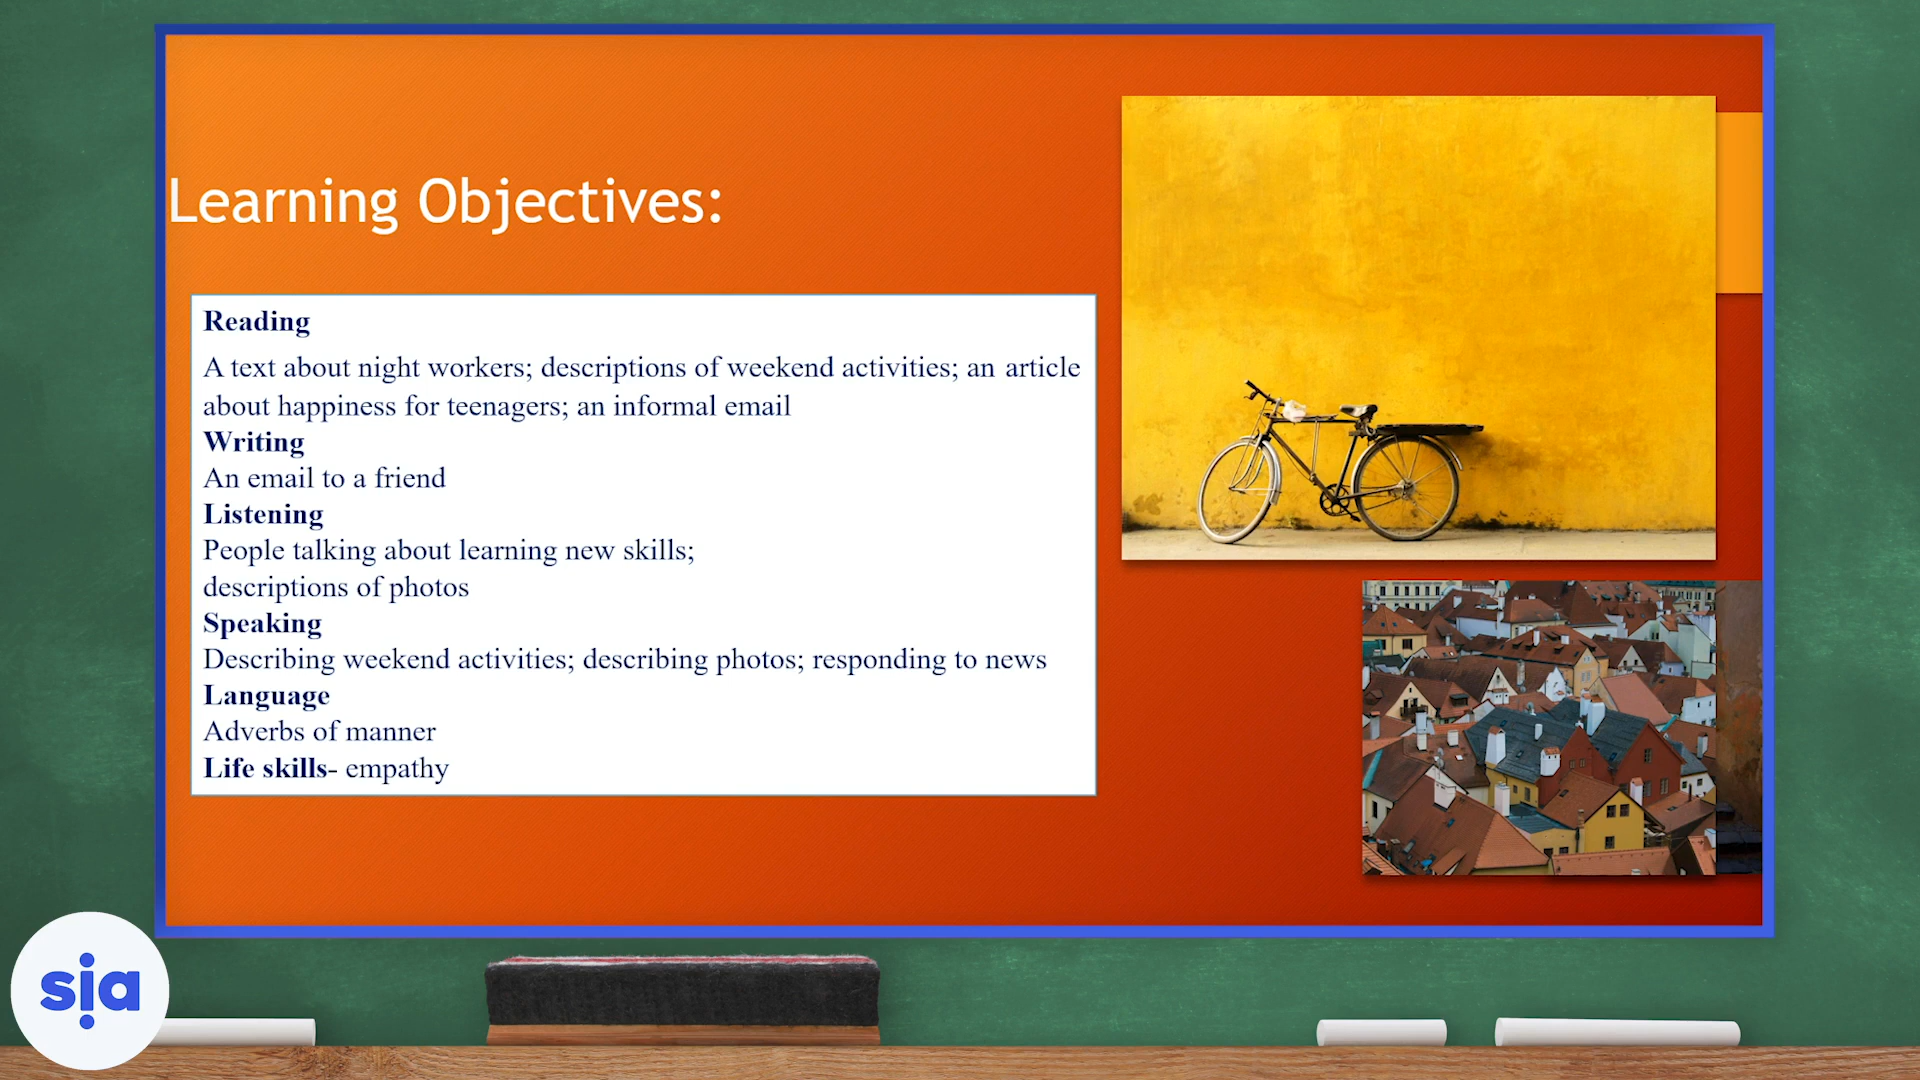 Learning Objectives:
Reading
A text about night workers; descriptions of weekend activities; an article
about happiness for teenagers; an informal email
Writing
An email to a friend
Listening
People talking about learning new skills;
descriptions of photos
Speaking
Describing weekend activities; describing photos; responding to news
Language
Adverbs of manner
Life skills- empathy
sia